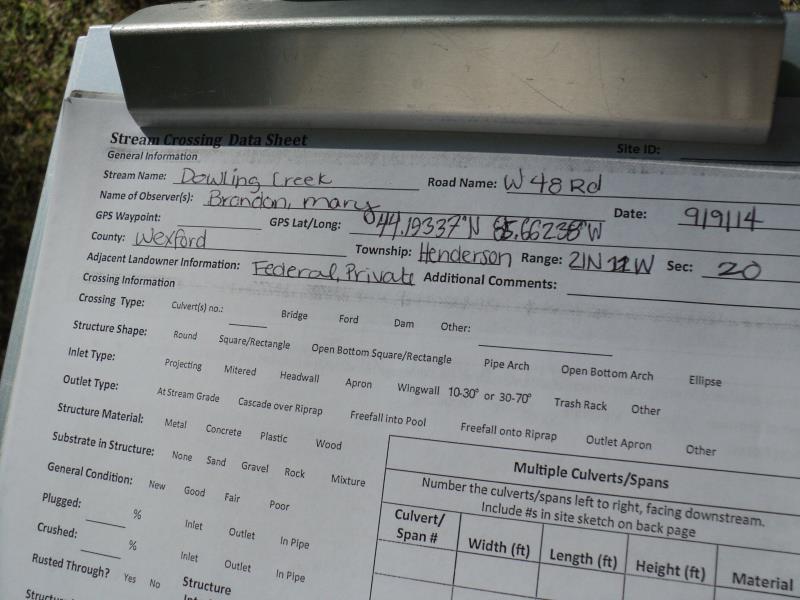 Stream Crossing Data Sheet Site ID:
General Information
Stream Name: Dowling Creek Road Name: W 48 Rd
Name of Observer(s): Brandon, mary Date: 9/9/14
GPS Waypoint: GPS Lat/Long: 44.19337°N 85.66238°W
County: Wexford Township: Henderson Range: 21N 12W Sec: 20
Adjacent Landowner Information: Federal, Private Additional Comments:
Crossing Information
Crossing Type: Culvert(s) no.: Bridge Ford Dam Other:
Structure Shape: Round Square/Rectangle Open Bottom Square/Rectangle Pipe Arch Open Bottom Arch Ellipse
Inlet Type: Projecting Mitered Headwall Apron Wingwall 10-30° or 30-70° Trash Rack Other
Outlet Type: At Stream Grade Cascade over Riprap Freefall into Pool Freefall onto Riprap Outlet Apron Other
Structure Material: Metal Concrete Plastic Wood
Substrate in Structure: None Sand Gravel Rock Mixture
General Condition: New Good Fair Poor
Plugged: % Inlet Outlet In Pipe
Crushed: % Inlet Outlet In Pipe
Rusted Through? Yes No Structure
Multiple Culverts/Spans
Number the culverts/spans left to right, facing downstream.
Include #s in site sketch on back page
Culvert/
Span # Width (ft) Length (ft) Height (ft) Material